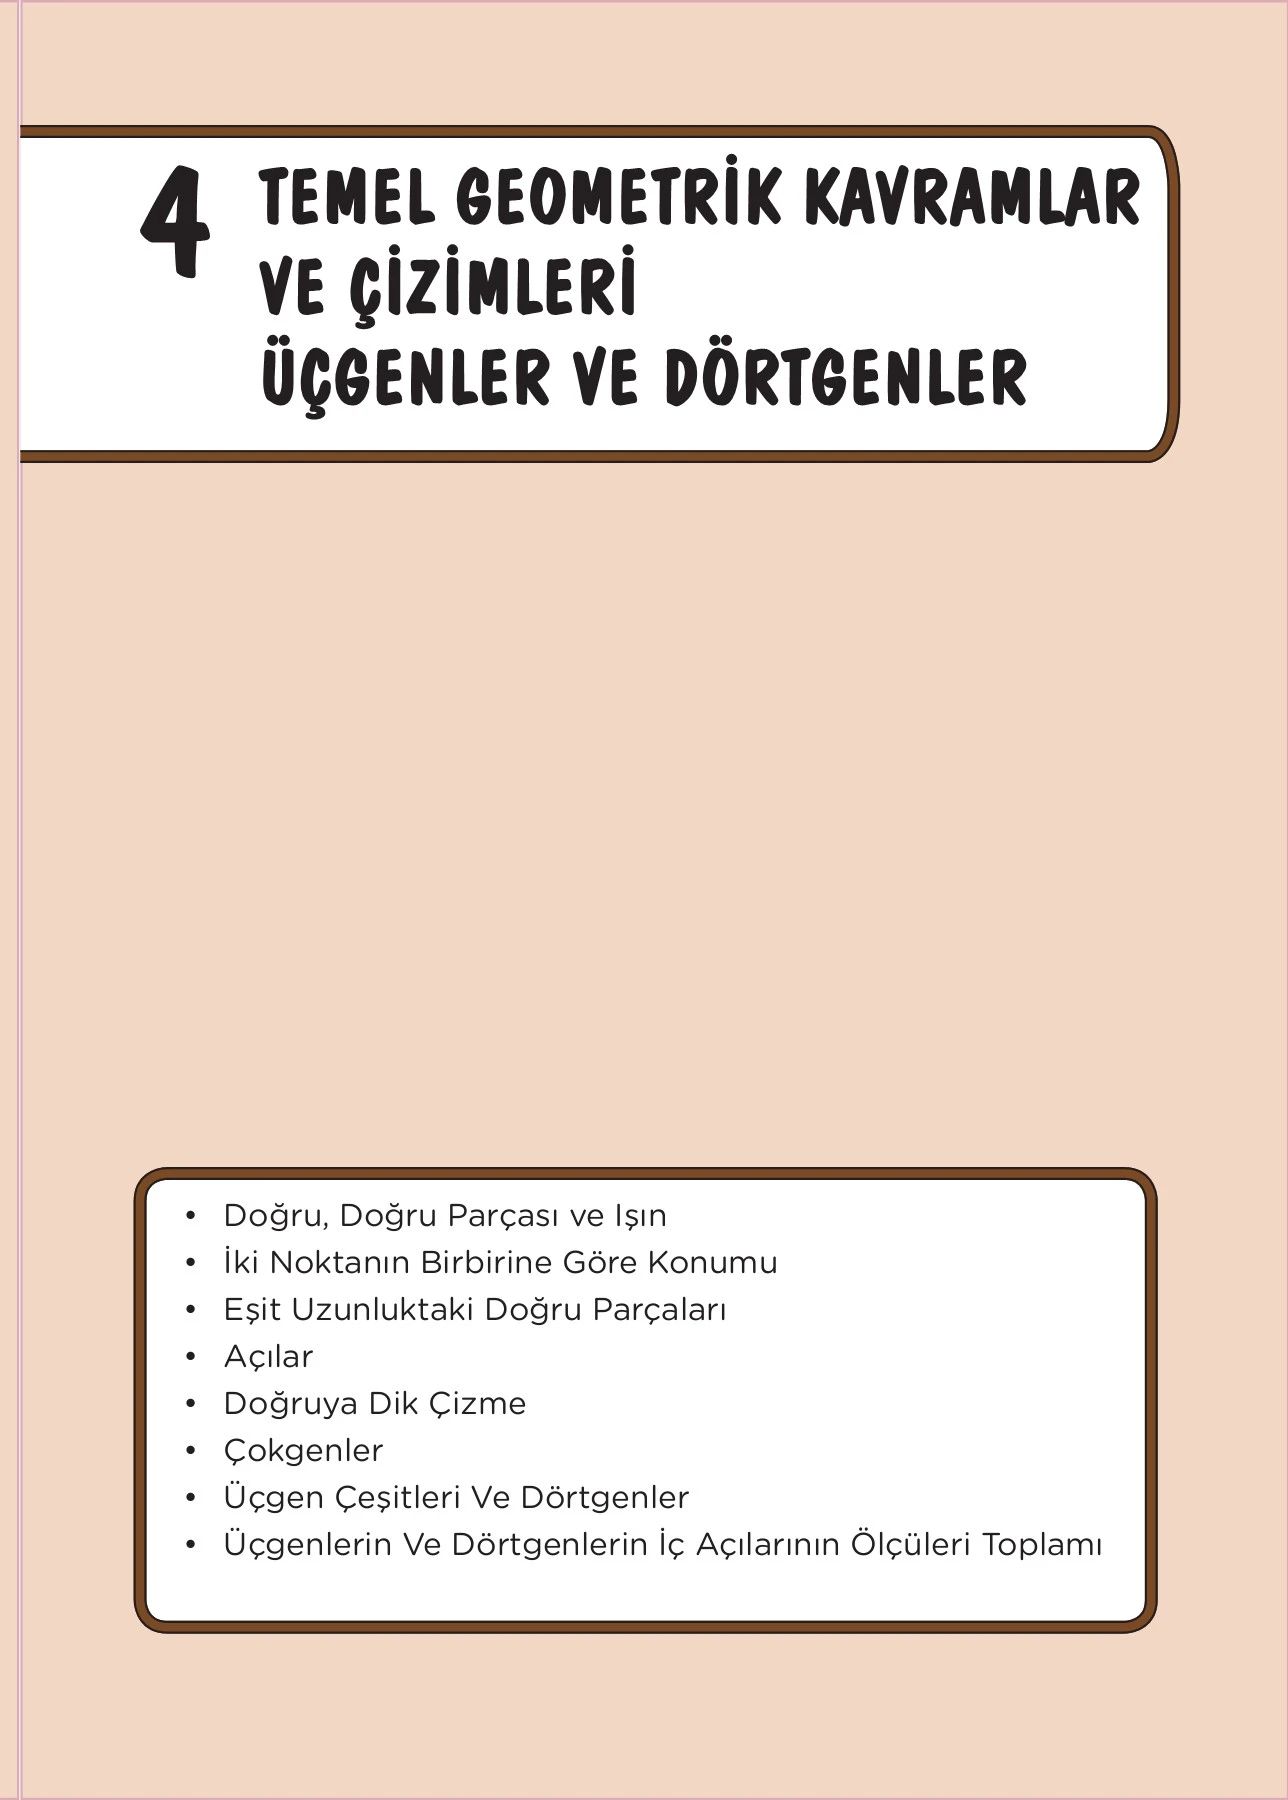 4 TEMEL GEOMETRİK KAVRAMLAR
VE ÇİZİMLERİ
ÜÇGENLER VE DÖRTGENLER
• Doğru, Doğru Parçası ve Işın
• İki Noktanın Birbirine Göre Konumu
• Eşit Uzunluktaki Doğru Parçaları
• Açılar
• Doğruya Dik Çizme
• Çokgenler
• Üçgen Çeşitleri Ve Dörtgenler
• Üçgenlerin Ve Dörtgenlerin İç Açılarının Ölçüleri Toplamı